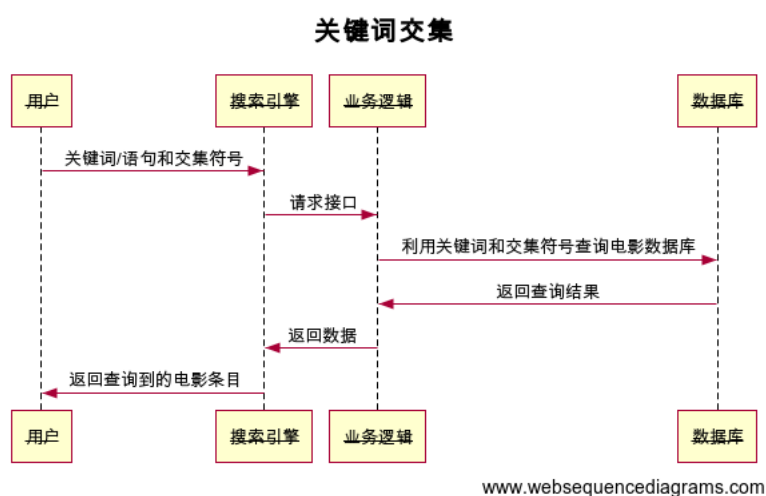 关键词交集
用户 搜索引擎 业务逻辑 数据库
关键词/语句和交集符号
请求接口
利用关键词和交集符号查询电影数据库
返回查询结果
返回数据
返回查询到的电影条目
用户 搜索引擎 业务逻辑 数据库
www.websequencediagrams.com